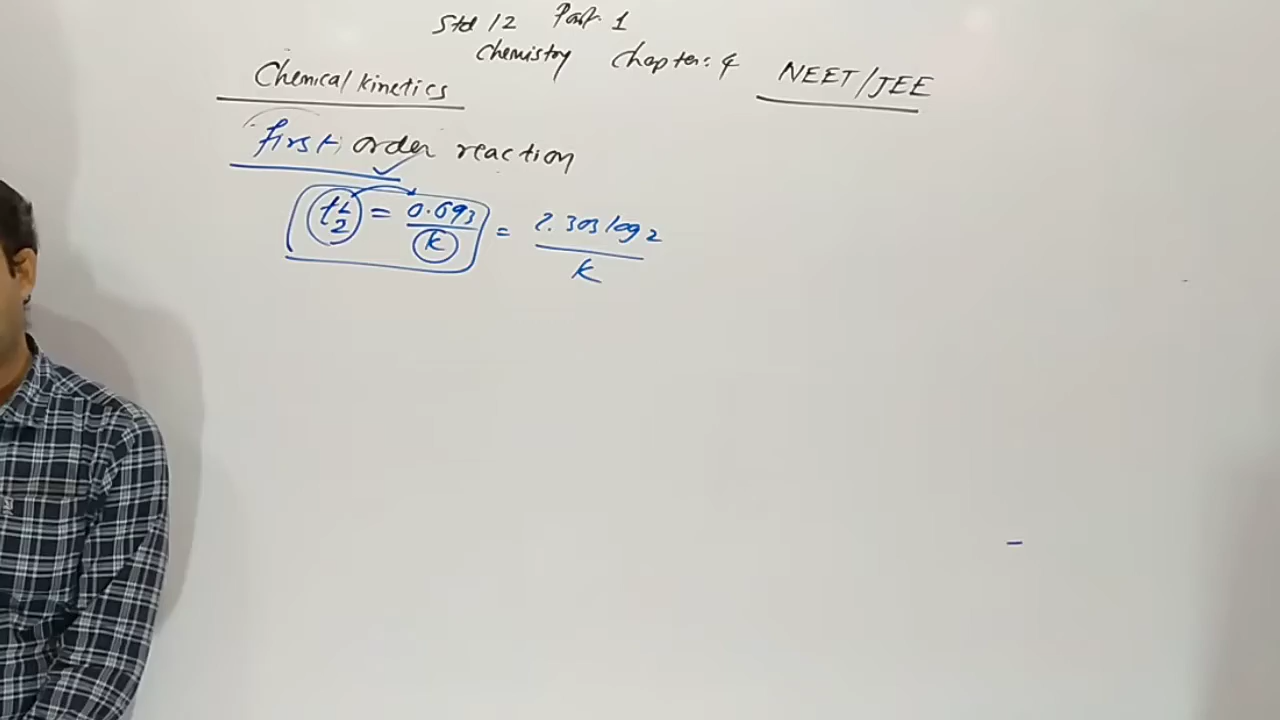 Std 12 Part 1
Chemistry Chapter: 4
NEET/JEE
Chemical kinetics
first order reaction
t½ = 0.693/k = 2.303 log 2/k